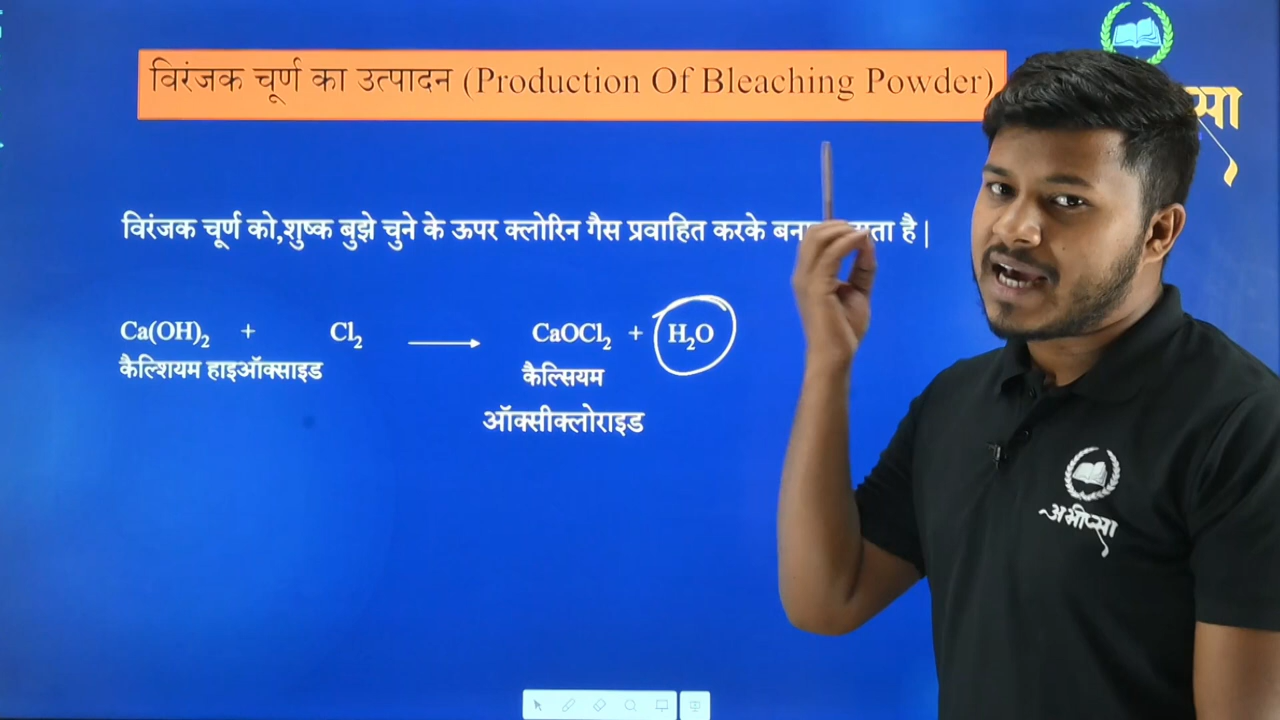 विरंजक चूर्ण का उत्पादन (Production Of Bleaching Powder)
सा
विरंजक चूर्ण को,शुष्क बुझे चुने के ऊपर क्लोरिन गैस प्रवाहित करके है |
Ca(OH)₂ + Cl₂ ⟶ CaOCl₂ + H₂O
कैल्शियम हाइऑक्साइड कैल्सियम
ऑक्सीक्लोराइड
अभीप्सा